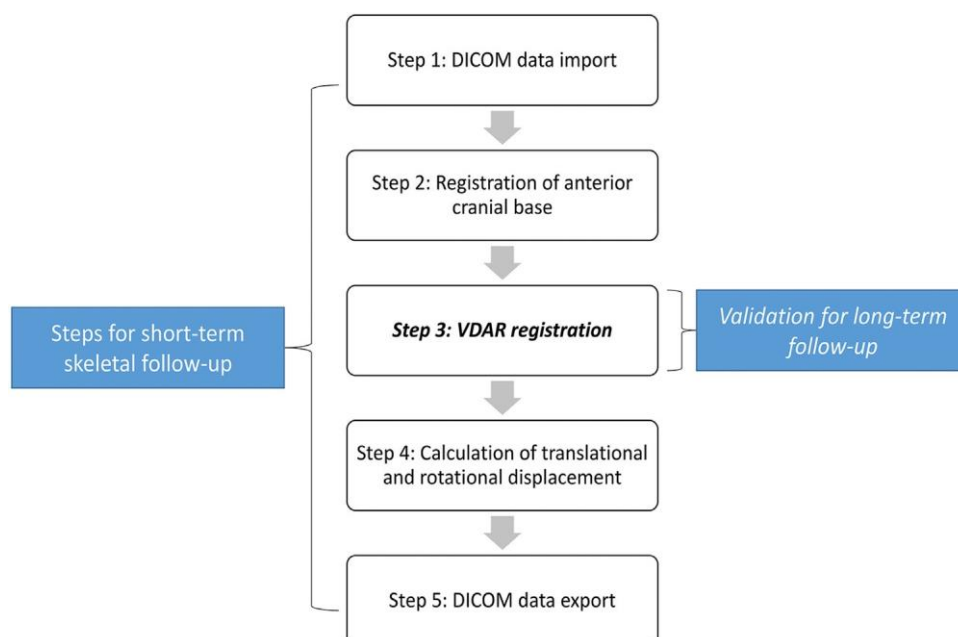 Step 1: DICOM data import
Step 2: Registration of anterior
cranial base
Step 3: VDAR registration
Steps for short-term
skeletal follow-up
Validation for long-term
follow-up
Step 4: Calculation of translational
and rotational displacement
Step 5: DICOM data export